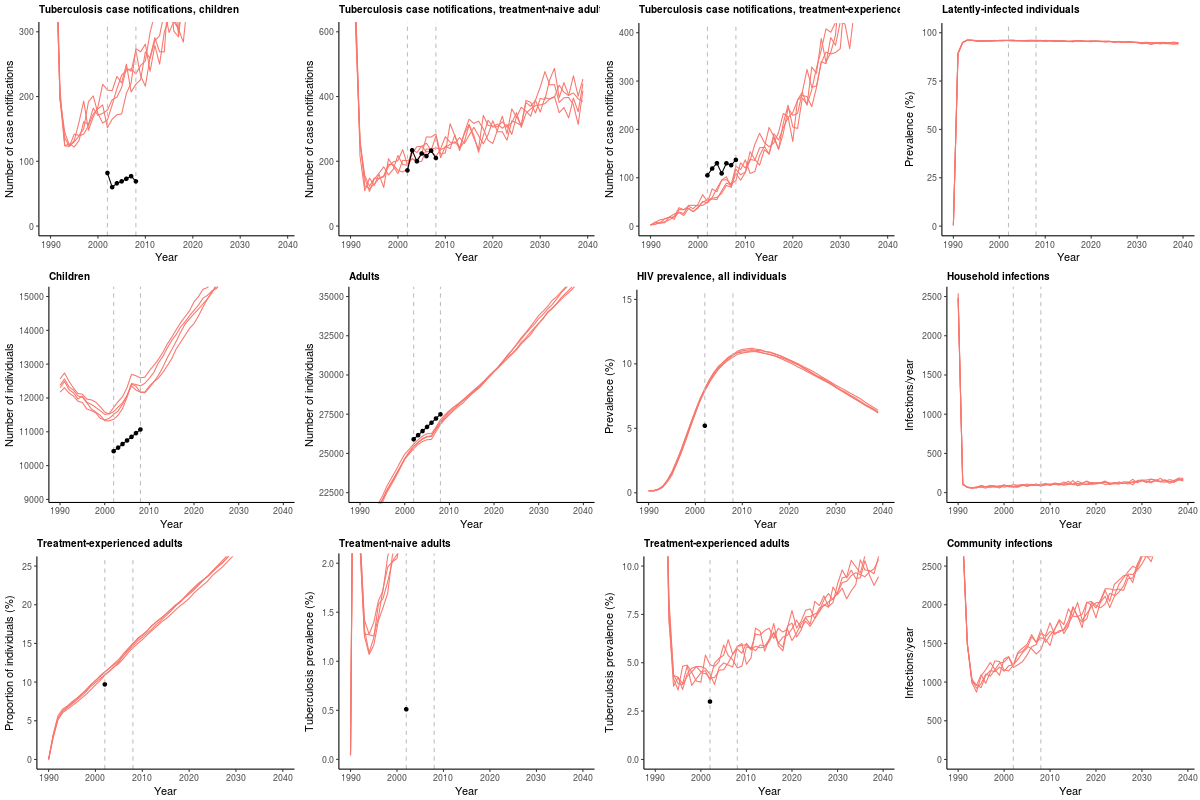 Tuberculosis case notifications, children
Number of case notifications
300
200
100
0
1990 2000 2010 2020 2030 2040
Year
Tuberculosis case notifications, treatment-naive adult
Number of case notifications
600
400
200
0
1990 2000 2010 2020 2030 2040
Year
Tuberculosis case notifications, treatment-experience
Number of case notifications
400
300
200
100
0
1990 2000 2010 2020 2030 2040
Year
Latently-infected individuals
Prevalence (%)
100
75
50
25
0
1990 2000 2010 2020 2030 2040
Year
Children
Number of individuals
15000
14000
13000
12000
11000
10000
9000
1990 2000 2010 2020 2030 2040
Year
Adults
Number of individuals
35000
32500
30000
27500
25000
22500
1990 2000 2010 2020 2030 2040
Year
HIV prevalence, all individuals
Prevalence (%)
15
10
5
0
1990 2000 2010 2020 2030 2040
Year
Household infections
Infections/year
2500
2000
1500
1000
500
0
1990 2000 2010 2020 2030 2040
Year
Treatment-experienced adults
Proportion of individuals (%)
25
20
15
10
5
0
1990 2000 2010 2020 2030 2040
Year
Treatment-naive adults
Tuberculosis prevalence (%)
2.0
1.5
1.0
0.5
0.0
1990 2000 2010 2020 2030 2040
Year
Treatment-experienced adults
Tuberculosis prevalence (%)
10.0
7.5
5.0
2.5
0.0
1990 2000 2010 2020 2030 2040
Year
Community infections
Infections/year
2500
2000
1500
1000
500
0
1990 2000 2010 2020 2030 2040
Year